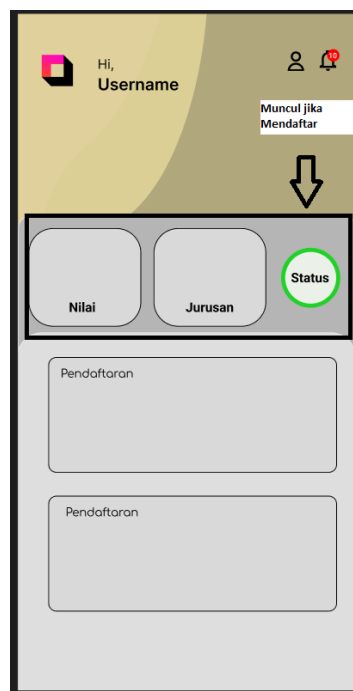 Hi,
Username
10
Muncul jika
Mendaftar
Nilai
Jurusan
Status
Pendaftaran
Pendaftaran